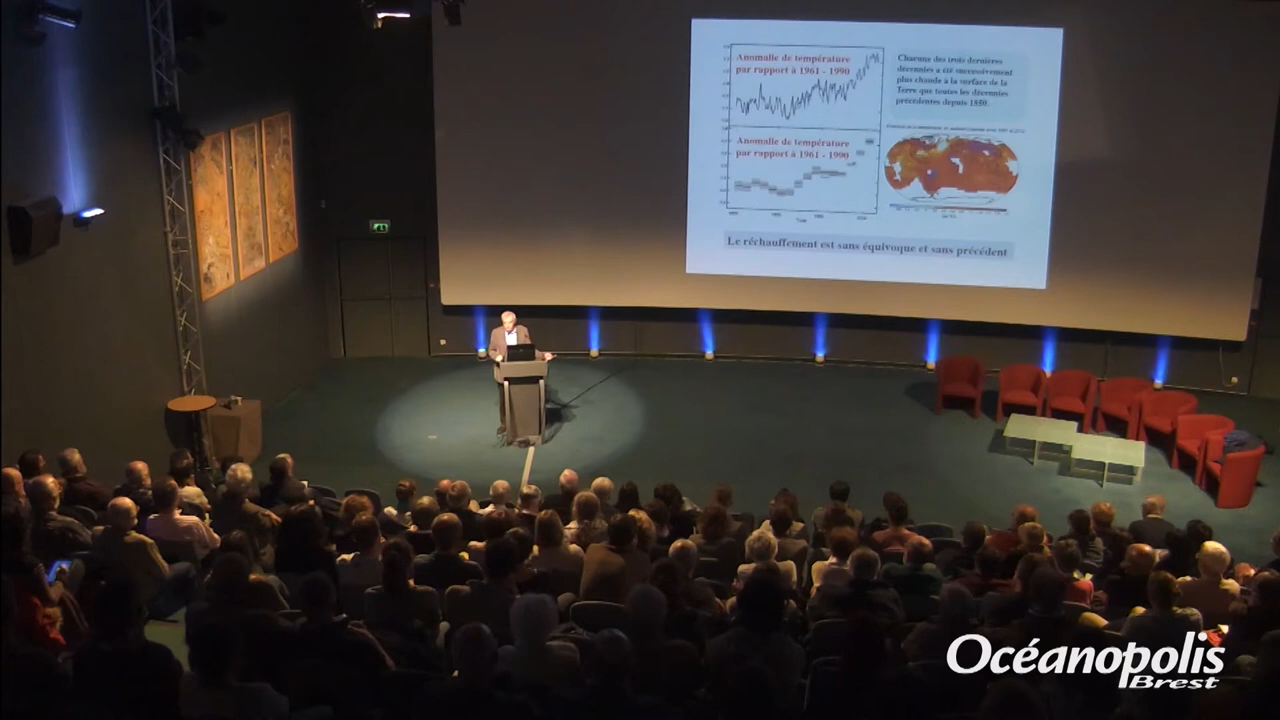 Anomalie de température
par rapport à 1961 - 1990
Anomalie de température
par rapport à 1961 - 1990
Chacune des trois dernières
décennies a été successivement
plus chaude à la surface de la
Terre que toutes les décennies
précédentes depuis 1850.
Le réchauffement est sans équivoque et sans précédent
Océanopolis
Brest